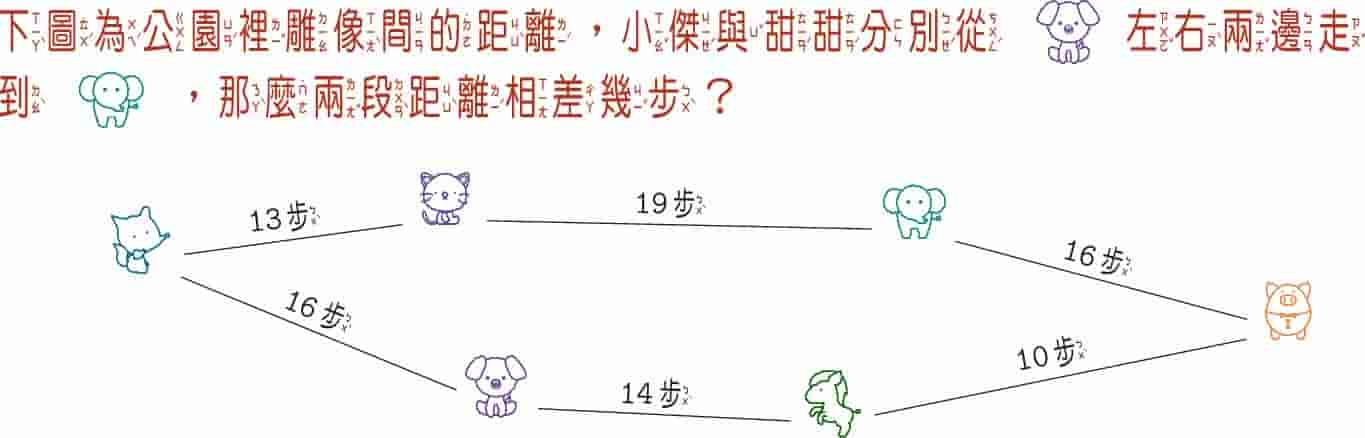 下圖為公園裡雕像間的距離，小傑與甜甜分別從 左右兩邊走
到 ，那麼兩段距離相差幾步？
13步
19步
16步
16步
14步
10步